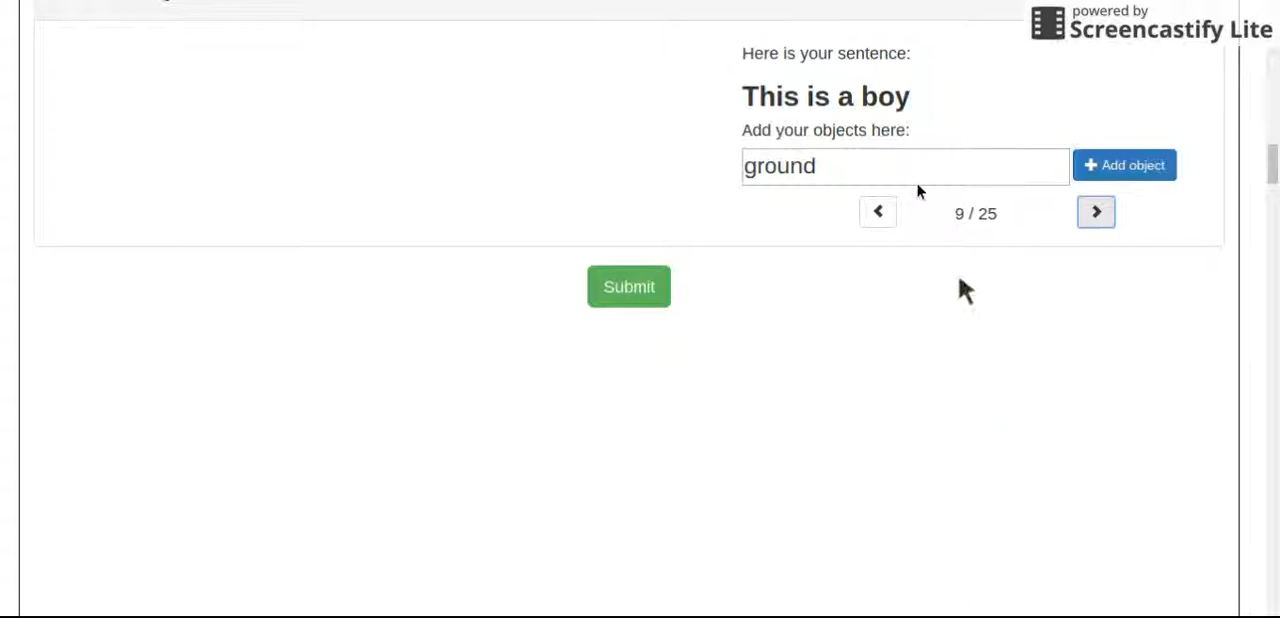 powered by
Screencastify Lite
Here is your sentence:
This is a boy
Add your objects here:
ground
Add object
9 / 25
Submit